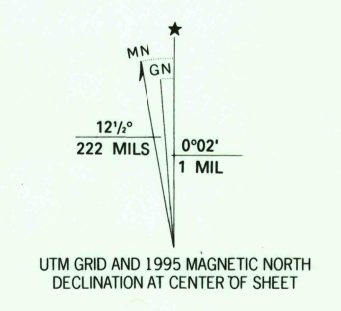 MN
GN
12½°
222 MILS
0°02'
1 MIL
UTM GRID AND 1995 MAGNETIC NORTH
DECLINATION AT CENTER OF SHEET